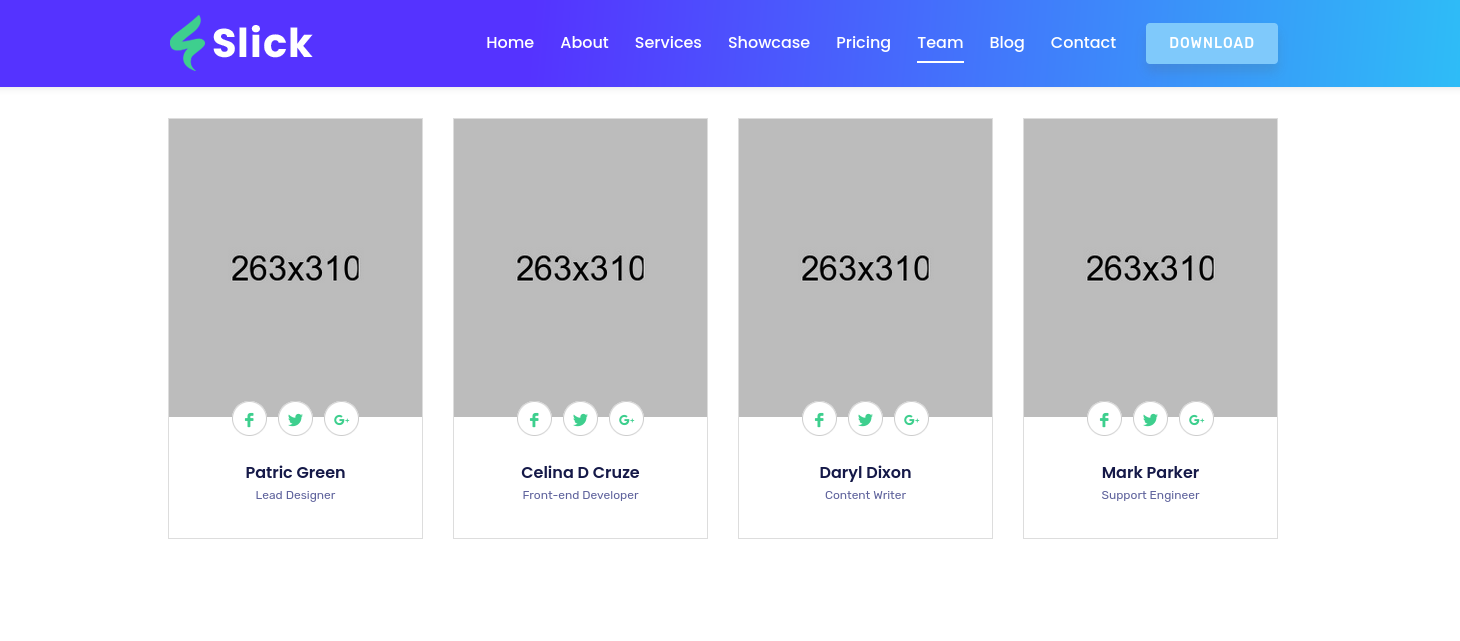 Slick
Home About Services Showcase Pricing Team Blog Contact DOWNLOAD
263x310 263x310 263x310 263x310
Patric Green Celina D Cruze Daryl Dixon Mark Parker
Lead Designer Front-end Developer Content Writer Support Engineer